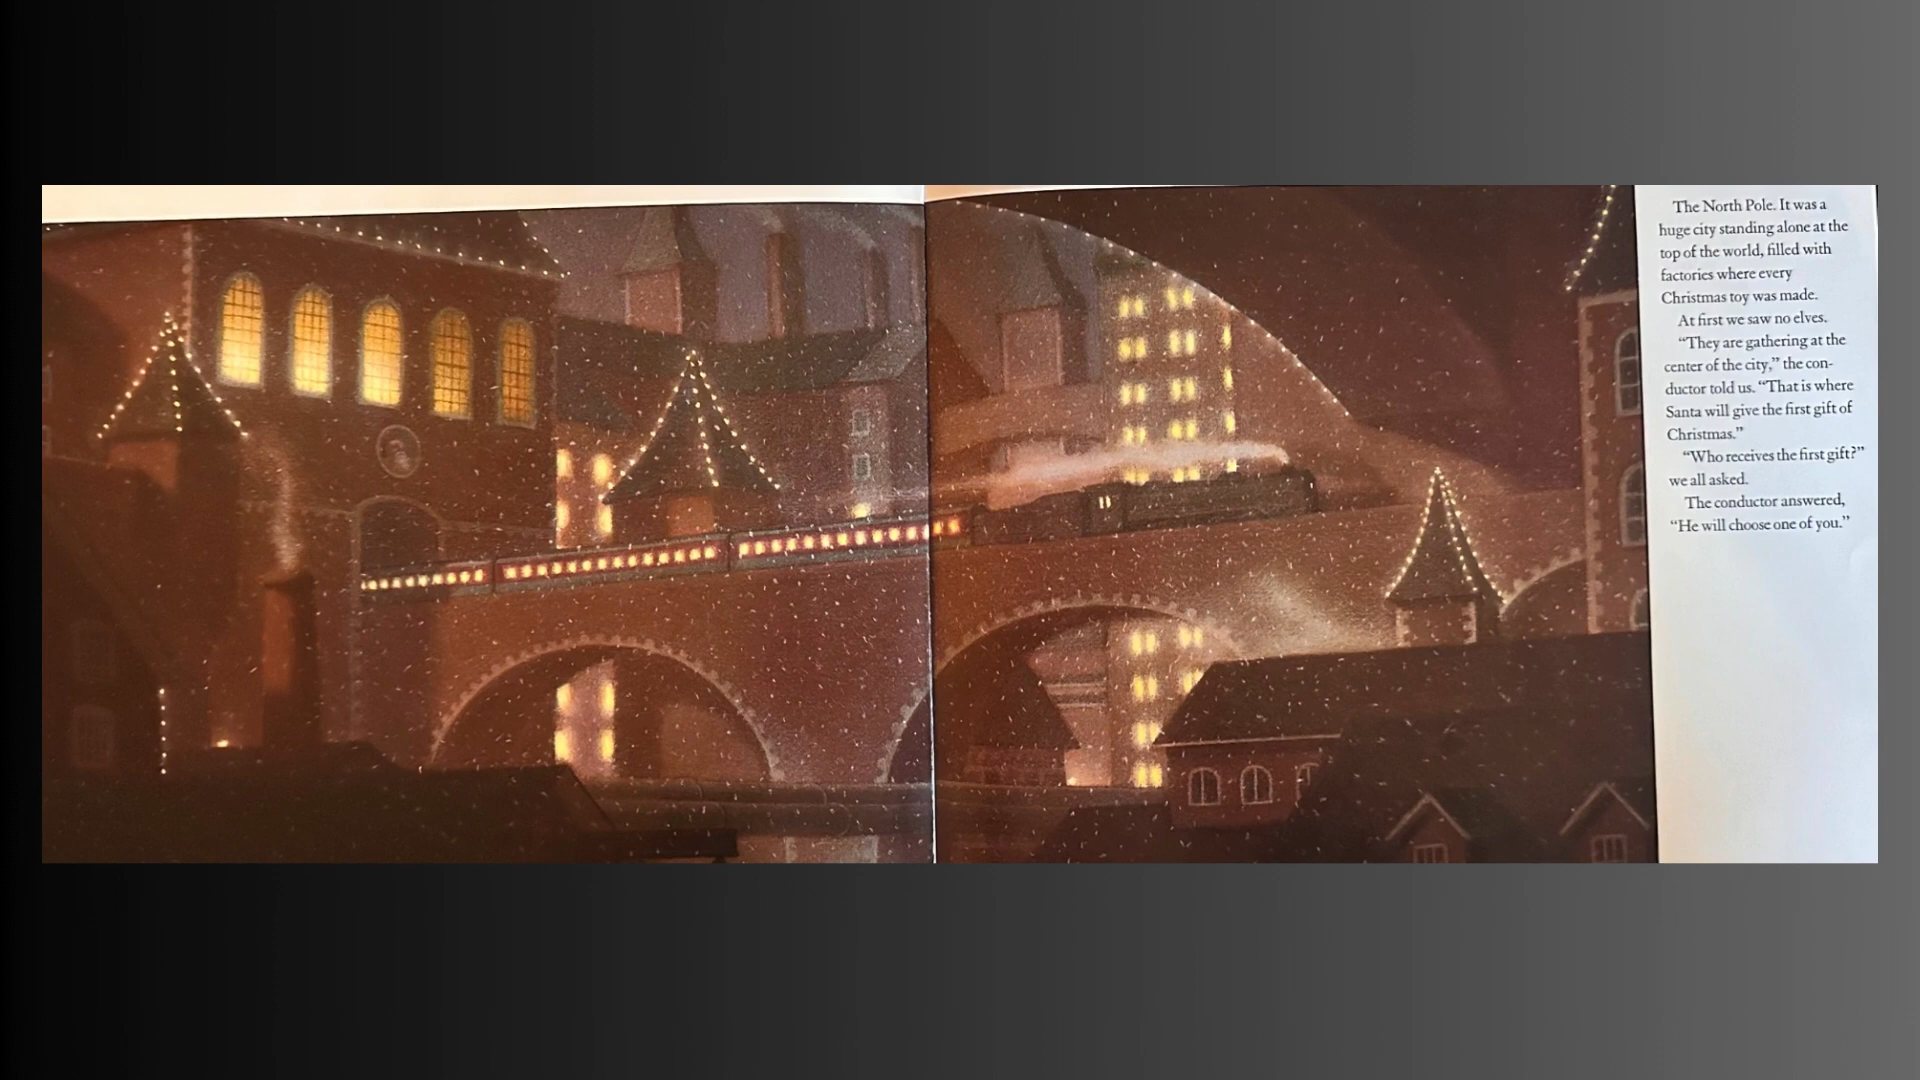 The North Pole. It was a
huge city standing alone at the
top of the world, filled with
factories where every
Christmas toy was made.
At first we saw no elves.
“They are gathering at the
center of the city,” the con-
ductor told us. “That is where
Santa will give the first gift of
Christmas.”
“Who receives the first gift?”
we all asked.
The conductor answered,
“He will choose one of you.”